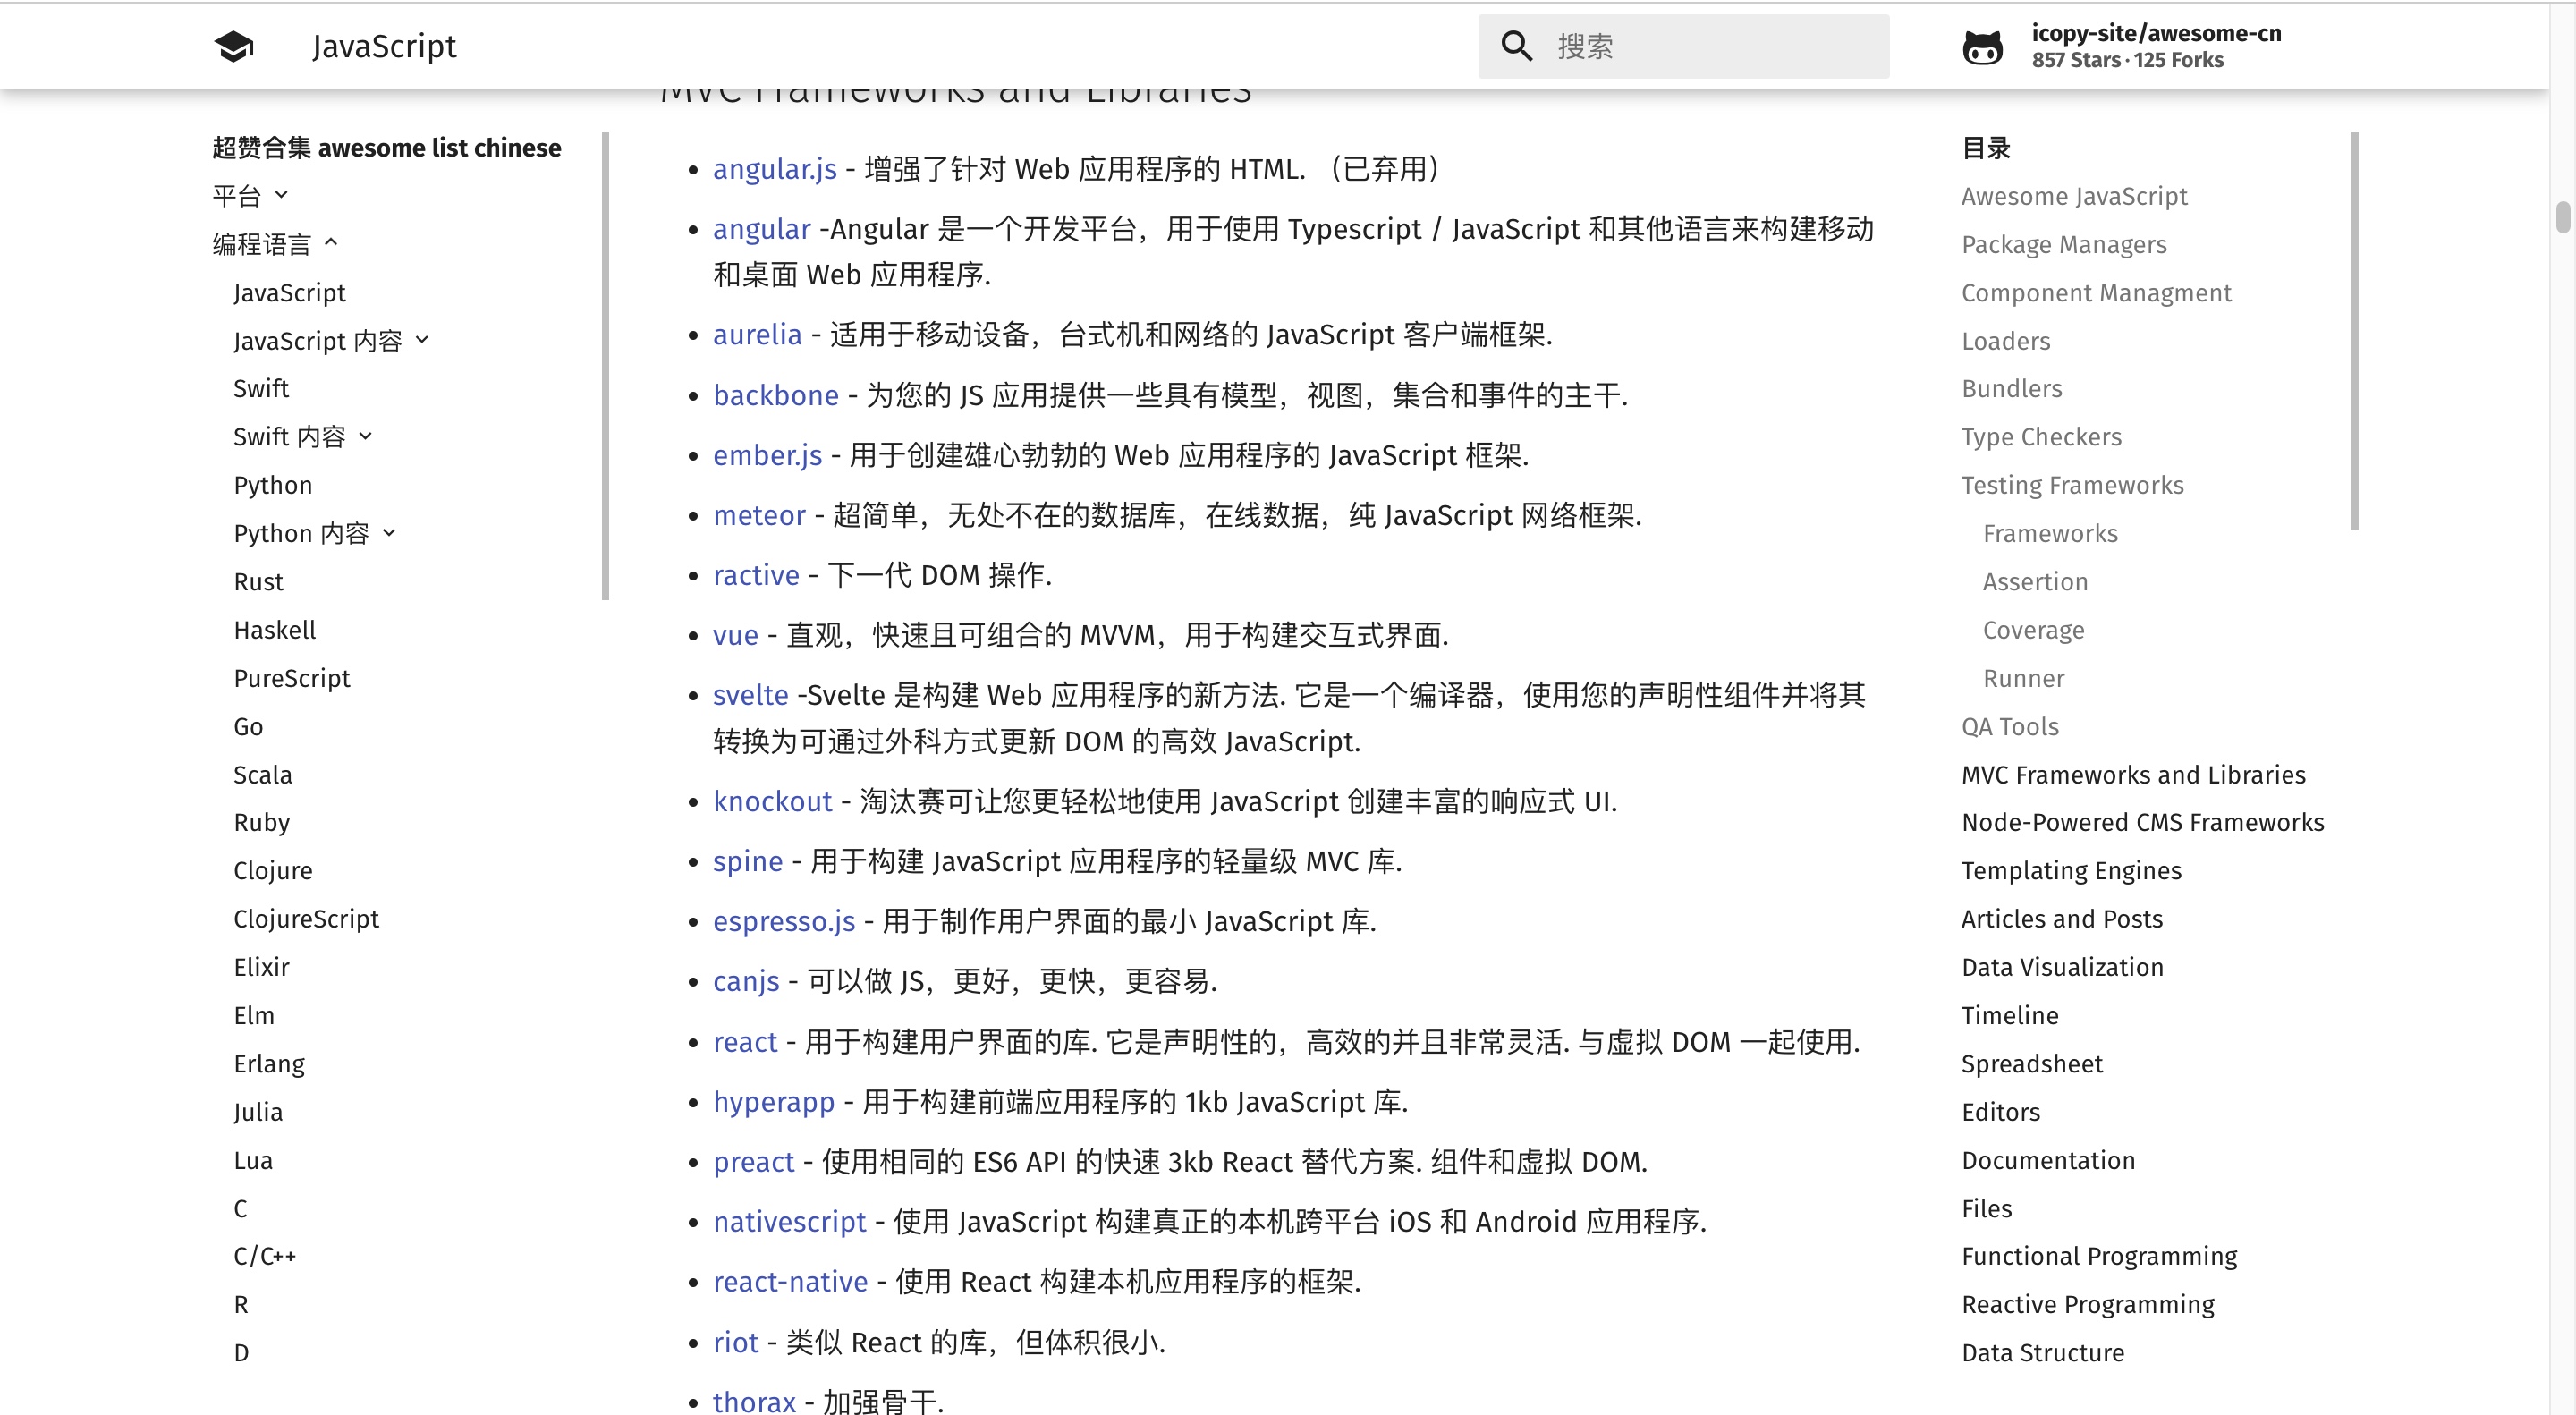 JavaScript
搜索
icopy-site/awesome-cn
857 Stars · 125 Forks
超赞合集 awesome list chinese
平台
编程语言
JavaScript
JavaScript 内容
Swift
Swift 内容
Python
Python 内容
Rust
Haskell
PureScript
Go
Scala
Ruby
Clojure
ClojureScript
Elixir
Elm
Erlang
Julia
Lua
C
C/C++
R
D
MVC Frameworks and Libraries
angular.js - 增强了针对 Web 应用程序的 HTML. （已弃用）
angular -Angular 是一个开发平台，用于使用 Typescript / JavaScript 和其他语言来构建移动
和桌面 Web 应用程序.
aurelia - 适用于移动设备，台式机和网络的 JavaScript 客户端框架.
backbone - 为您的 JS 应用提供一些具有模型，视图，集合和事件的主干.
ember.js - 用于创建雄心勃勃的 Web 应用程序的 JavaScript 框架.
meteor - 超简单，无处不在的数据库，在线数据，纯 JavaScript 网络框架.
ractive - 下一代 DOM 操作.
vue - 直观，快速且可组合的 MVVM，用于构建交互式界面.
svelte -Svelte 是构建 Web 应用程序的新方法. 它是一个编译器，使用您的声明性组件并将其
转换为可通过外科方式更新 DOM 的高效 JavaScript.
knockout - 淘汰赛可让您更轻松地使用 JavaScript 创建丰富的响应式 UI.
spine - 用于构建 JavaScript 应用程序的轻量级 MVC 库.
espresso.js - 用于制作用户界面的最小 JavaScript 库.
canjs - 可以做 JS，更好，更快，更容易.
react - 用于构建用户界面的库. 它是声明性的，高效的并且非常灵活. 与虚拟 DOM 一起使用.
hyperapp - 用于构建前端应用程序的 1kb JavaScript 库.
preact - 使用相同的 ES6 API 的快速 3kb React 替代方案. 组件和虚拟 DOM.
nativescript - 使用 JavaScript 构建真正的本机跨平台 iOS 和 Android 应用程序.
react-native - 使用 React 构建本机应用程序的框架.
riot - 类似 React 的库，但体积很小.
thorax - 加强骨干.
目录
Awesome JavaScript
Package Managers
Component Managment
Loaders
Bundlers
Type Checkers
Testing Frameworks
Frameworks
Assertion
Coverage
Runner
QA Tools
MVC Frameworks and Libraries
Node-Powered CMS Frameworks
Templating Engines
Articles and Posts
Data Visualization
Timeline
Spreadsheet
Editors
Documentation
Files
Functional Programming
Reactive Programming
Data Structure